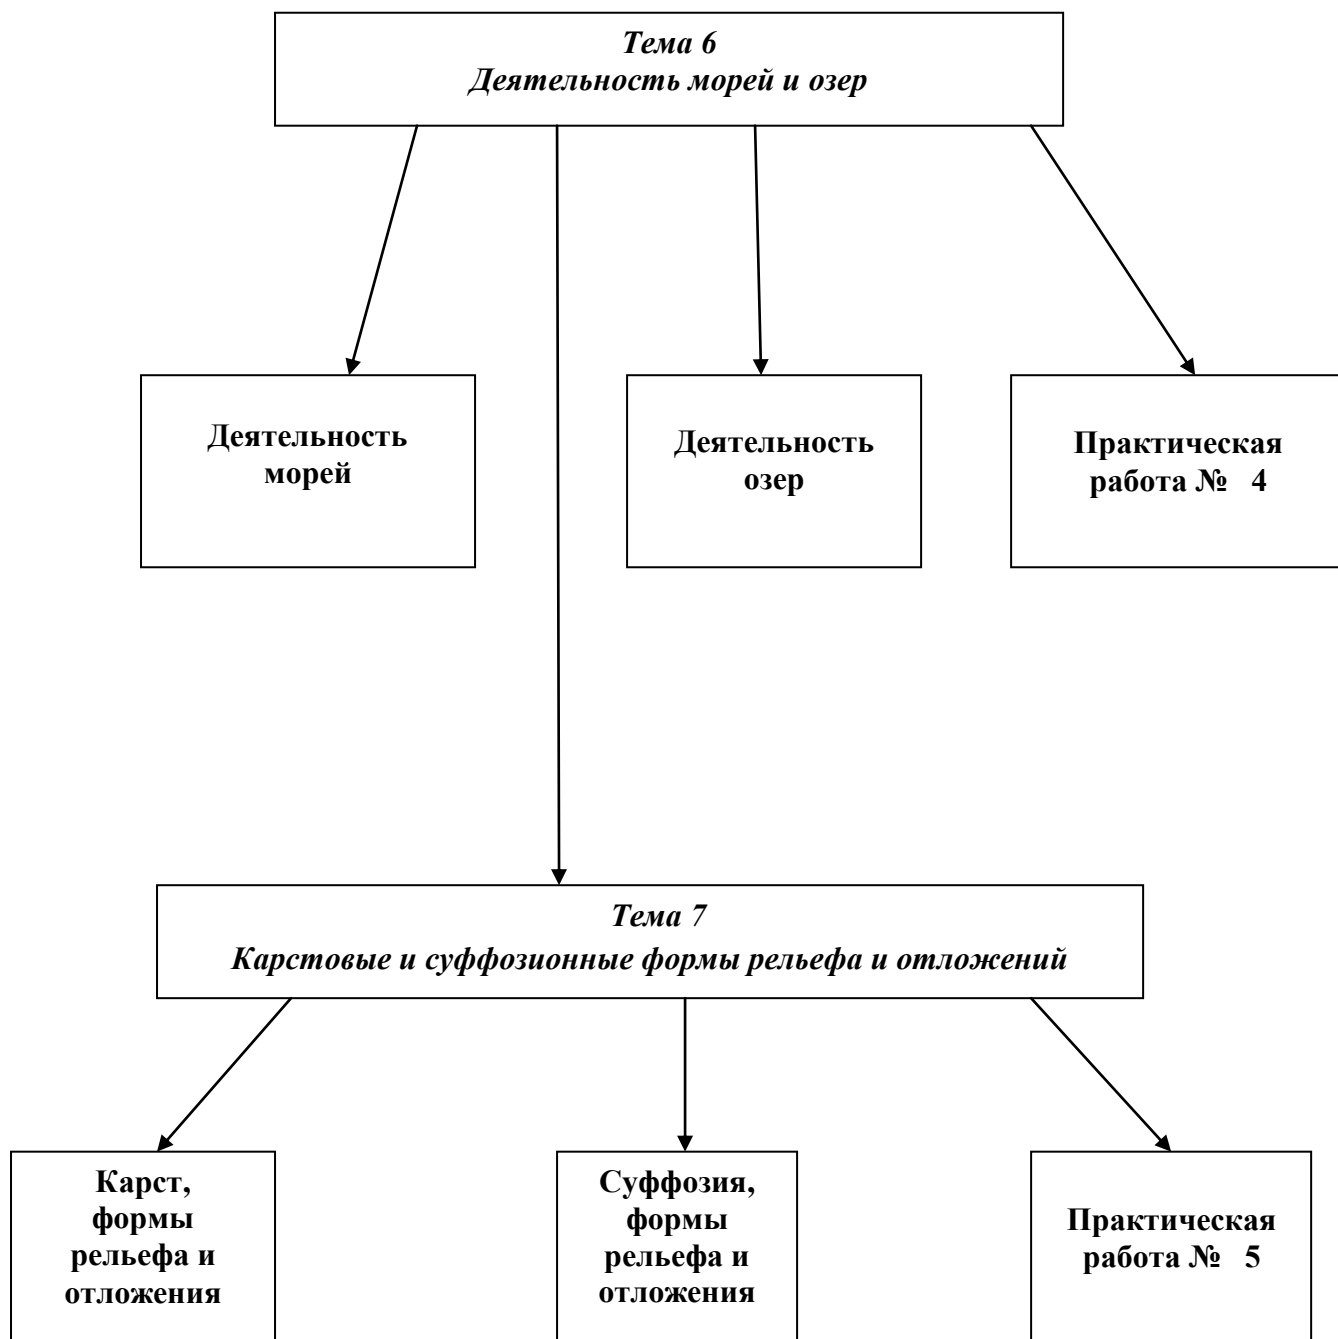 Тема 6
Деятельность морей и озер
Деятельность
морей
Деятельность
озер
Практическая
работа №   4
Тема 7
Карстовые и суффозионные формы рельефа и отложений
Карст,
формы
рельефа и
отложения
Суффозия,
формы
рельефа и
отложения
Практическая
работа №   5